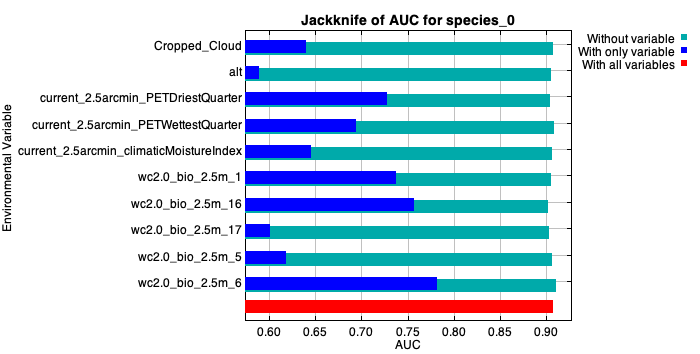 Jackknife of AUC for species_0
Without variable
With only variable
With all variables
Environmental Variable
Cropped_Cloud
alt
current_2.5arcmin_PETDriestQuarter
current_2.5arcmin_PETWettestQuarter
current_2.5arcmin_climaticMoistureIndex
wc2.0_bio_2.5m_1
wc2.0_bio_2.5m_16
wc2.0_bio_2.5m_17
wc2.0_bio_2.5m_5
wc2.0_bio_2.5m_6
0.60 0.65 0.70 0.75 0.80 0.85 0.90
AUC